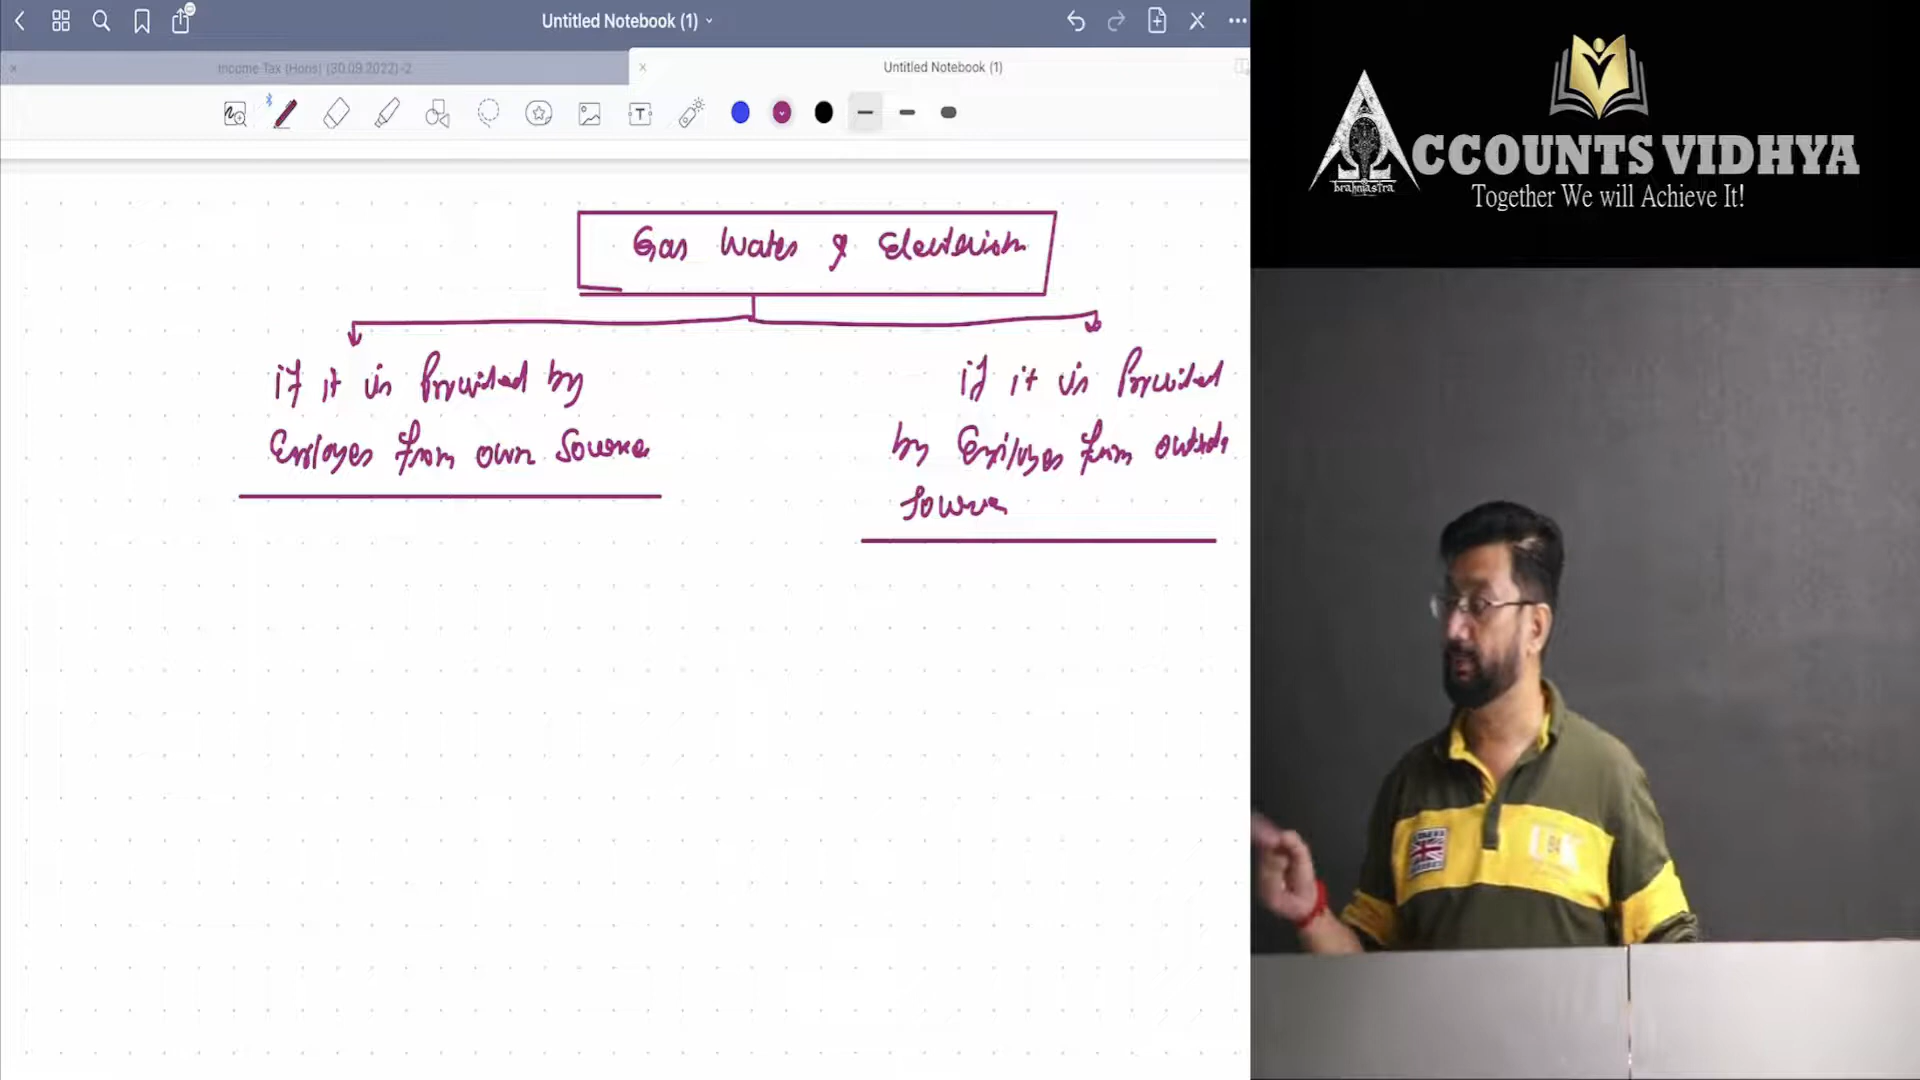 Untitled Notebook (1)
Income Tax (Hons) (30.09.2022)-2
Untitled Notebook (1)
T
ACCOUNTS VIDHYA
brahmastra
Together We will Achieve It!
Gas Water & Electricity
if it is Provided by
Employer from own Source
if it is Provided
by Employer from outside
Source